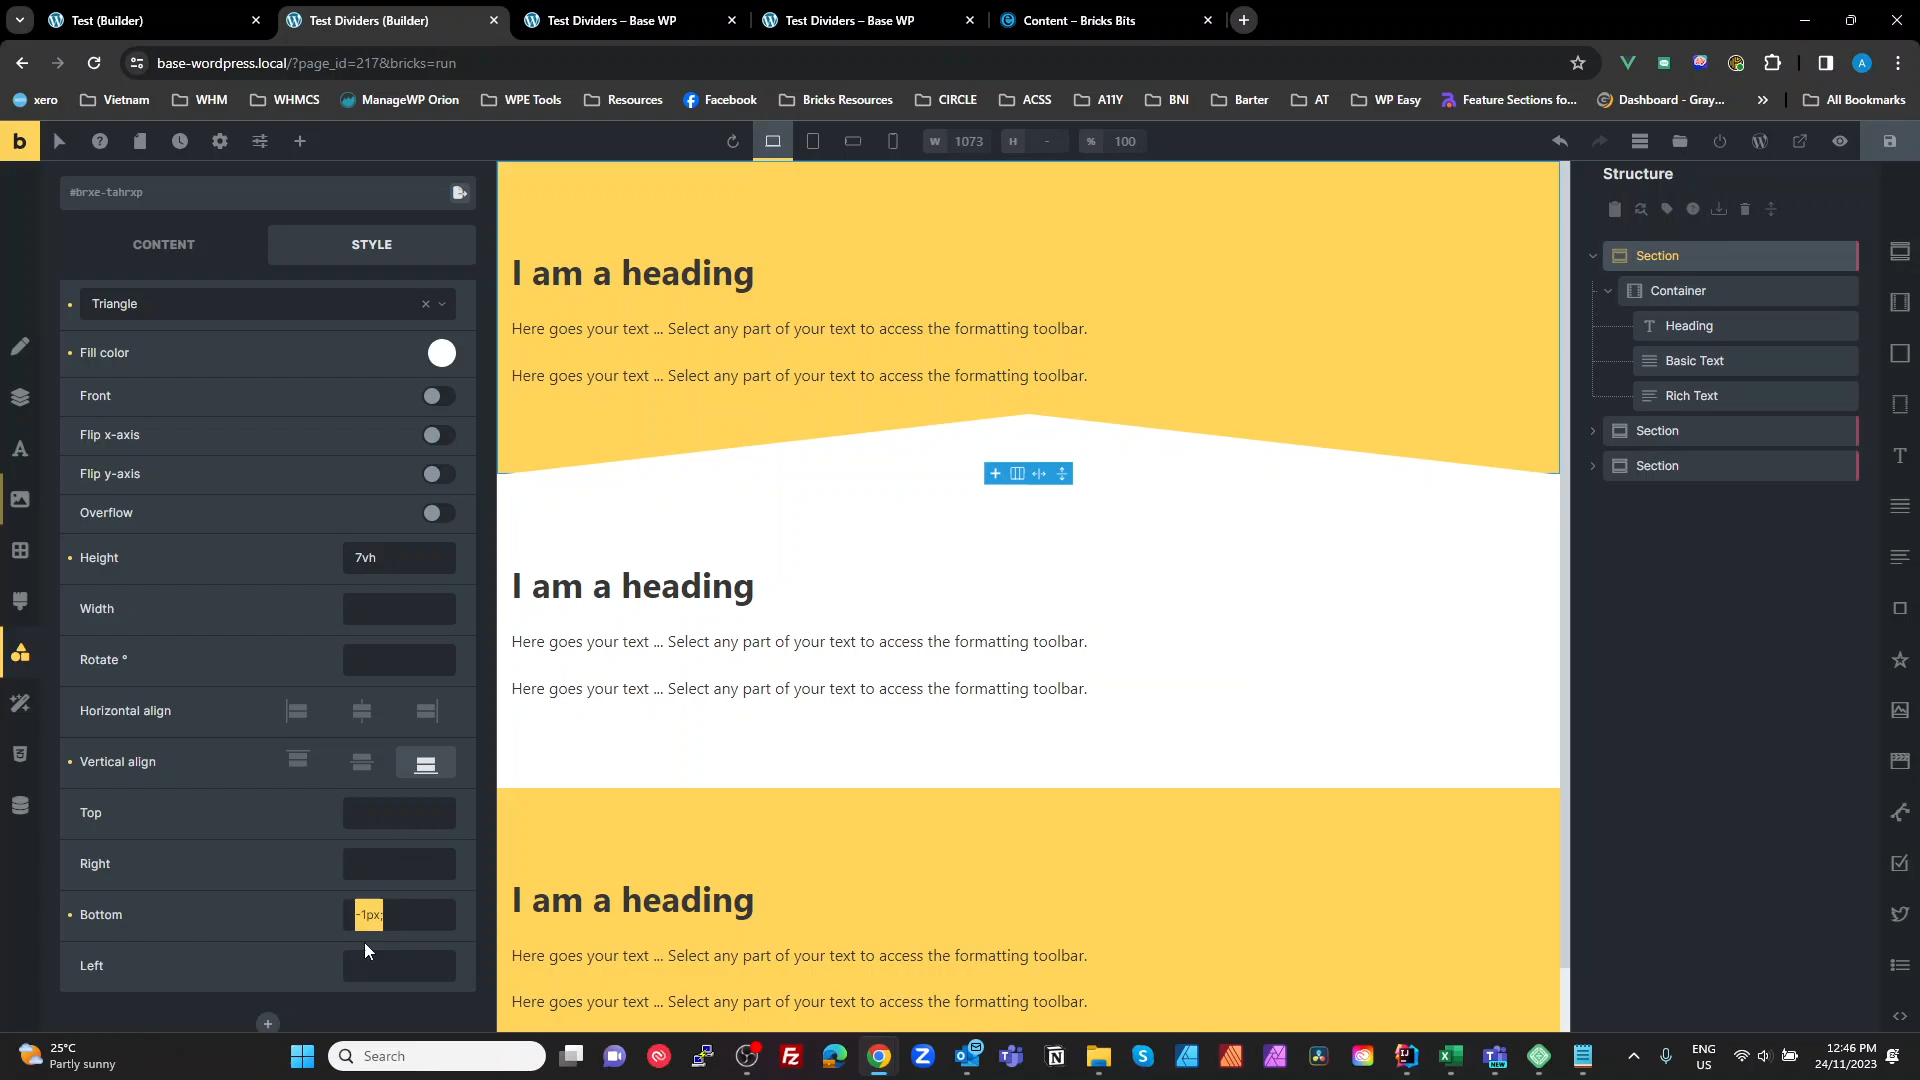 Test (Builder)
Test Dividers (Builder)
Test Dividers – Base WP
Test Dividers – Base WP
Content – Bricks Bits
base-wordpress.local/?page_id=217&bricks=run
A
xero
Vietnam
WHM
WHMCS
ManageWP Orion
WPE Tools
Resources
Facebook
Bricks Resources
CIRCLE
ACSS
A11Y
BNI
Barter
AT
WP Easy
Feature Sections fo...
Dashboard - Gray...
All Bookmarks
b
W 1073
H -
% 100
#brxe-tahrxp
CONTENT
STYLE
Triangle
Fill color
Front
Flip x-axis
Flip y-axis
Overflow
Height
7vh
Width
Rotate °
Horizontal align
Vertical align
Top
Right
Bottom
-1px;
Left
I am a heading
Here goes your text ... Select any part of your text to access the formatting toolbar.
Here goes your text ... Select any part of your text to access the formatting toolbar.
I am a heading
Here goes your text ... Select any part of your text to access the formatting toolbar.
Here goes your text ... Select any part of your text to access the formatting toolbar.
I am a heading
Here goes your text ... Select any part of your text to access the formatting toolbar.
Here goes your text ... Select any part of your text to access the formatting toolbar.
Structure
Section
Container
Heading
Basic Text
Rich Text
Section
Section
25°C
Partly sunny
Search
ENG
US
12:46 PM
24/11/2023